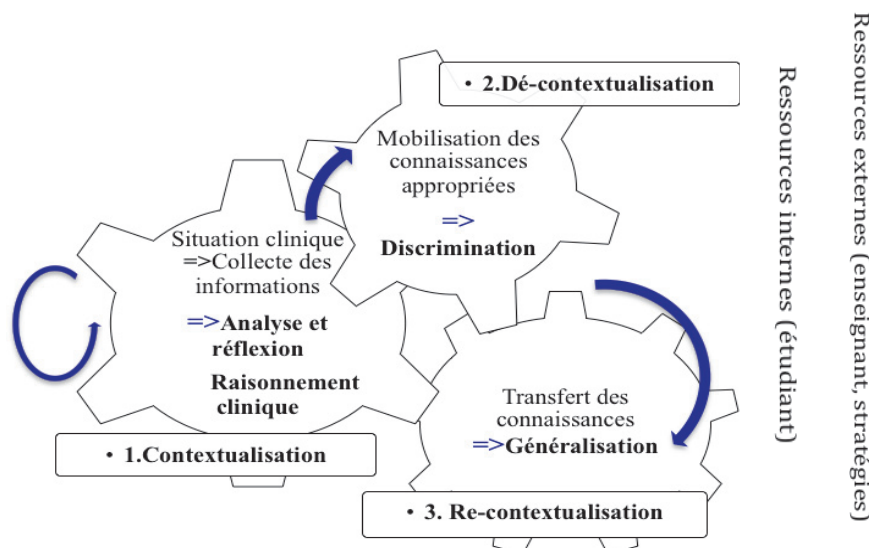 • 2.Dé-contextualisation
Mobilisation des
connaissances
appropriées
=>
Discrimination
Situation clinique
=>Collecte des
informations
=>Analyse et
réflexion
Raisonnement
clinique
• 1.Contextualisation
Transfert des
connaissances
=>Généralisation
• 3. Re-contextualisation
Ressources internes (étudiant)
Ressources externes (enseignant, stratégies)